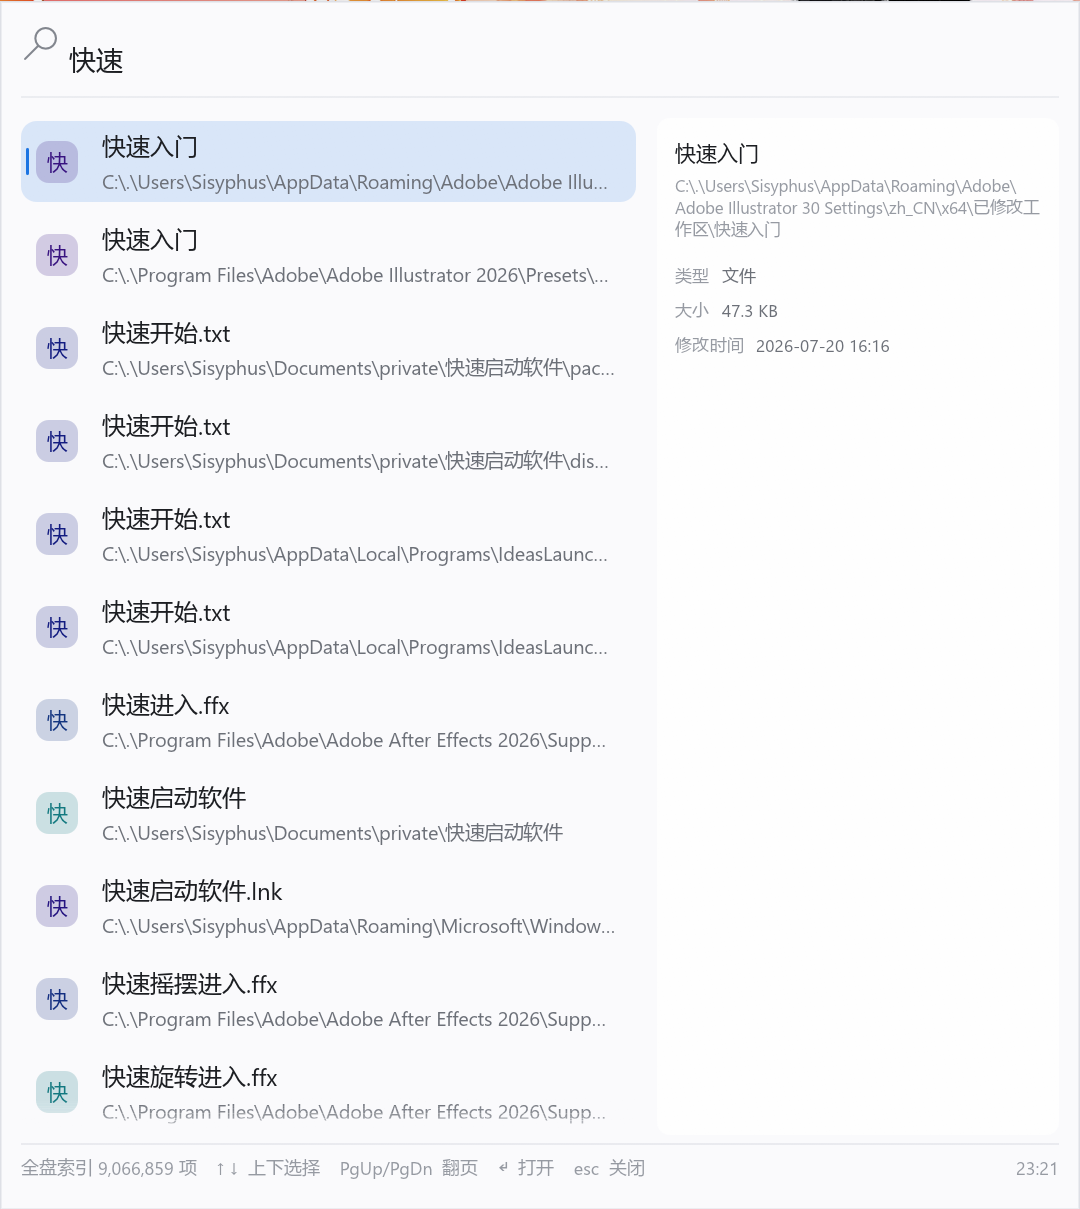 快速
快 快速入门
C:\.\Users\Sisyphus\AppData\Roaming\Adobe\Adobe Illu...
快 快速入门
C:\.\Program Files\Adobe\Adobe Illustrator 2026\Presets\...
快 快速开始.txt
C:\.\Users\Sisyphus\Documents\private\快速启动软件\pac...
快 快速开始.txt
C:\.\Users\Sisyphus\Documents\private\快速启动软件\dis...
快 快速开始.txt
C:\.\Users\Sisyphus\AppData\Local\Programs\IdeasLaunc...
快 快速开始.txt
C:\.\Users\Sisyphus\AppData\Local\Programs\IdeasLaunc...
快 快速进入.ffx
C:\.\Program Files\Adobe\Adobe After Effects 2026\Supp...
快 快速启动软件
C:\.\Users\Sisyphus\Documents\private\快速启动软件
快 快速启动软件.lnk
C:\.\Users\Sisyphus\AppData\Roaming\Microsoft\Window...
快 快速摇摆进入.ffx
C:\.\Program Files\Adobe\Adobe After Effects 2026\Supp...
快 快速旋转进入.ffx
C:\.\Program Files\Adobe\Adobe After Effects 2026\Supp...
快速入门
C:\.\Users\Sisyphus\AppData\Roaming\Adobe\
Adobe Illustrator 30 Settings\zh_CN\x64\已修改工
作区\快速入门
类型 文件
大小 47.3 KB
修改时间 2026-07-20 16:16
全盘索引 9,066,859 项 ↑↓ 上下选择 PgUp/PgDn 翻页 ↵ 打开 esc 关闭 23:21